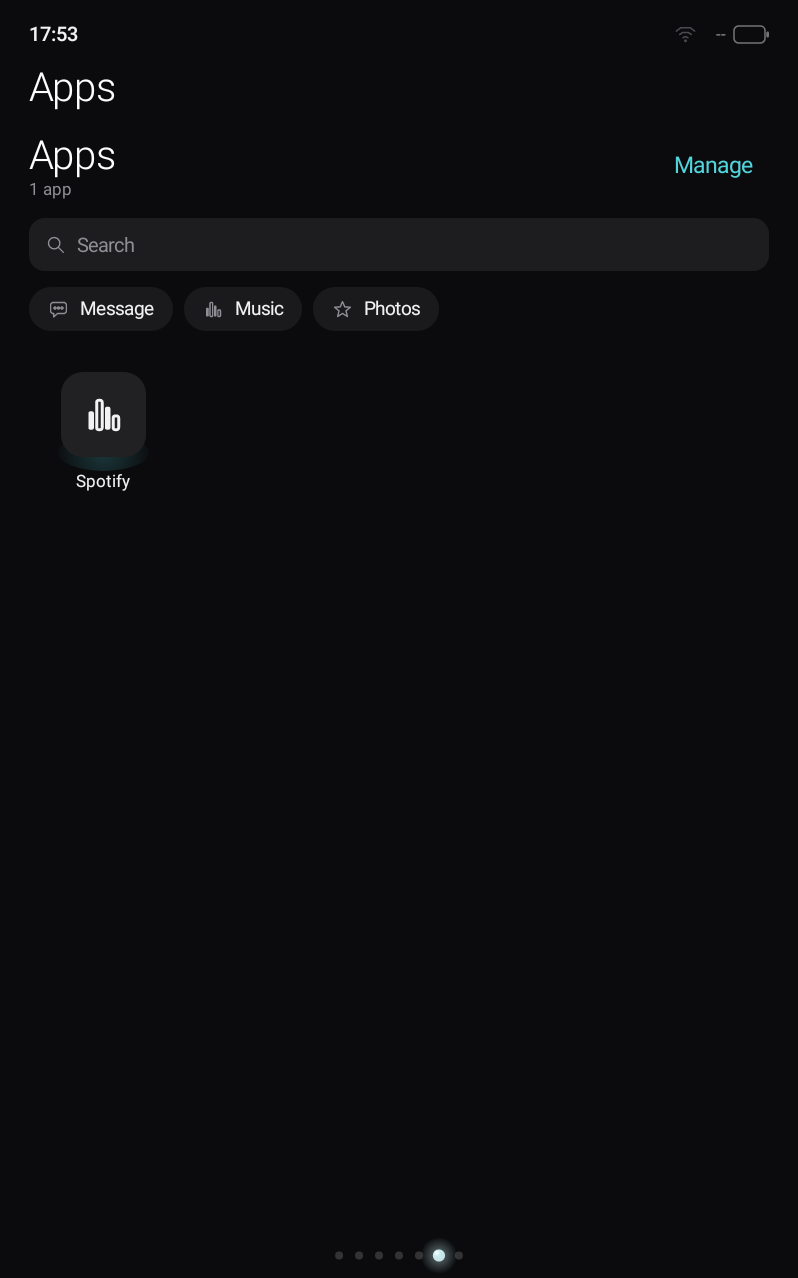 17:53
--
Apps
Apps
Manage
1 app
Search
Message
Music
Photos
Spotify